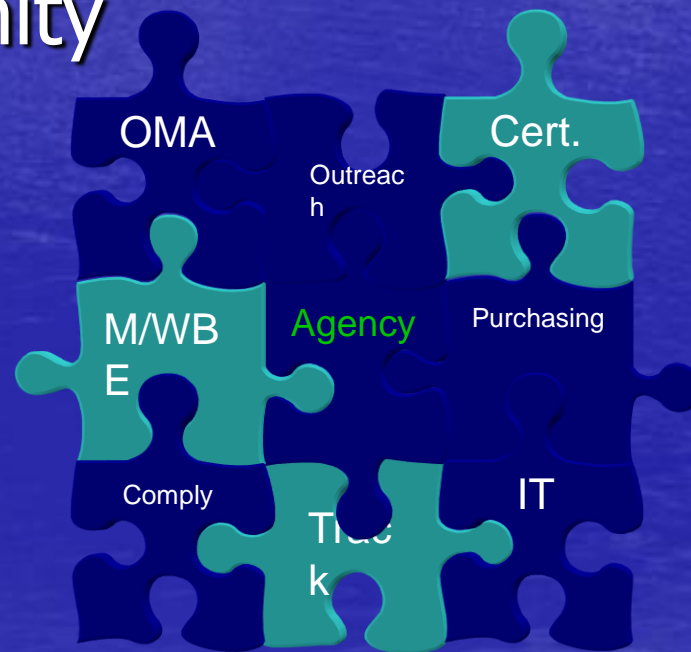 nity
OMA
Cert.
Outreac
h
M/WB
E
Agency
Purchasing
Comply
IT
Trac
k